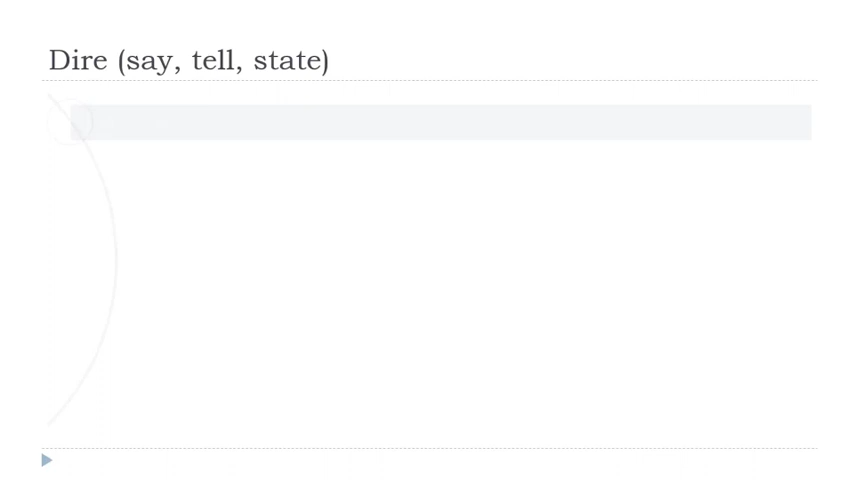 Dire (say, tell, state)